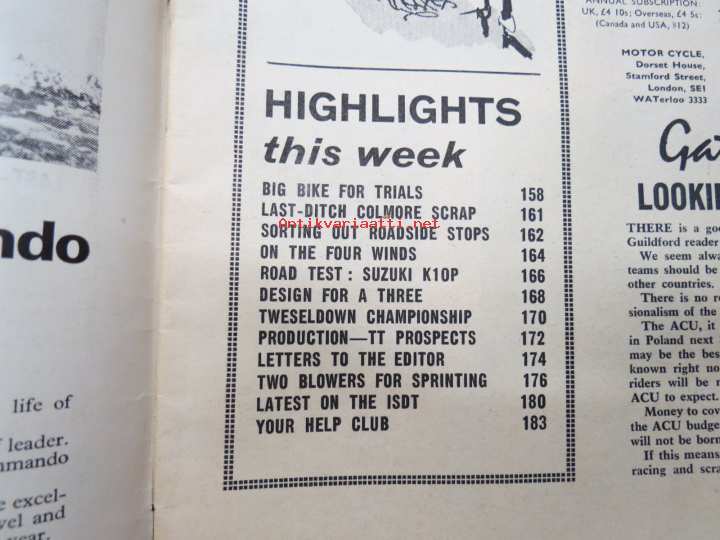 ndo
life of
leader.
mmando
excel-
vel and
year.
HIGHLIGHTS
this week
BIG BIKE FOR TRIALS 158
LAST-DITCH COLMORE SCRAP 161
Antikvariaatti.net
SORTING OUT ROADSIDE STOPS 162
ON THE FOUR WINDS 164
ROAD TEST : SUZUKI K10P 166
DESIGN FOR A THREE 168
TWESELDOWN CHAMPIONSHIP 170
PRODUCTION—TT PROSPECTS 172
LETTERS TO THE EDITOR 174
TWO BLOWERS FOR SPRINTING 176
LATEST ON THE ISDT 180
YOUR HELP CLUB 183
ANNUAL SUBSCRIPTION:
UK, £4 10s; Overseas, £4 5s:
(Canada and USA, $12)
MOTOR CYCLE,
Dorset House,
Stamford Street,
London, SE1
WATerloo 3333
Gat
LOOKI
THERE is a goo
Guildford reader
We seem alwa
teams should be
other countries.
There is no re
sionalism of the
The ACU, it
in Poland next
may be the bes
known right no
riders will be r
ACU to expect.
Money to cov
the ACU budge
will not be born
If this means
racing and scra